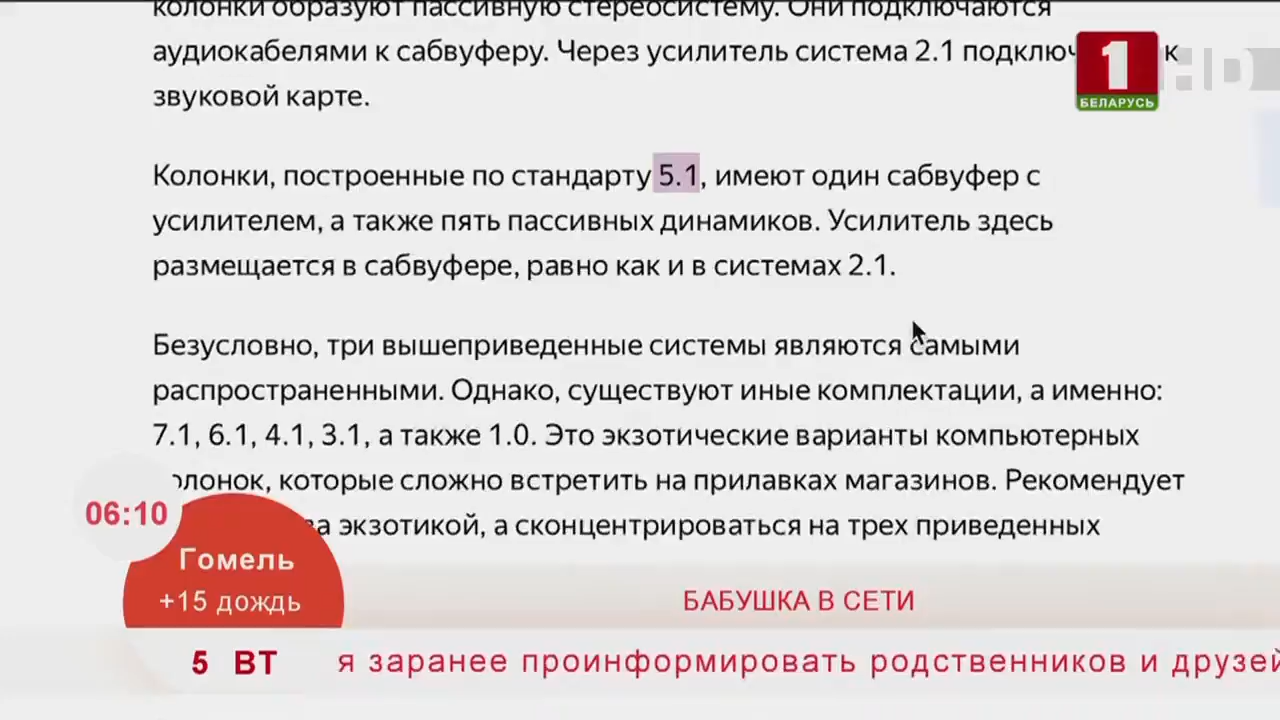 колонки образуют пассивную стереосистему. Они подключаются
аудиокабелями к сабвуферу. Через усилитель система 2.1 к
звуковой карте.
1
БЕЛАРУСЬ
HD
Колонки, построенные по стандарту 5.1, имеют один сабвуфер с
усилителем, а также пять пассивных динамиков. Усилитель здесь
размещается в сабвуфере, равно как и в системах 2.1.
Безусловно, три вышеприведенные системы являются самыми
распространенными. Однако, существуют иные комплектации, а именно:
7.1, 6.1, 4.1, 3.1, а также 1.0. Это экзотические варианты компьютерных
олонок, которые сложно встретить на прилавках магазинов. Рекомендует
экзотикой, а сконцентрироваться на трех приведенных
06:10
Гомель
+15 дождь
БАБУШКА В СЕТИ
5 ВТ
я заранее проинформировать родственников и друзей